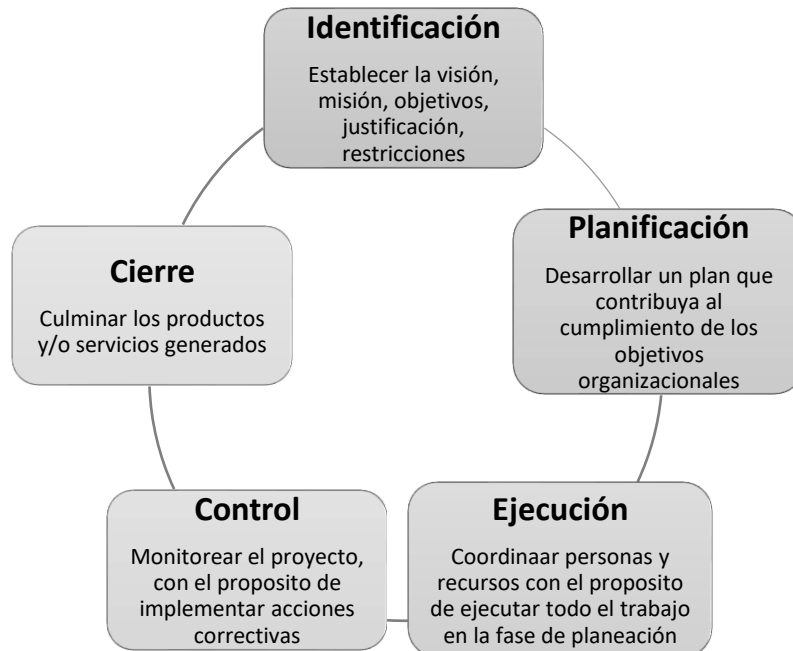 Identificación
Establecer la visión,
misión, objetivos,
justificación,
restricciones
Planificación
Desarrollar un plan que
contribuya al
cumplimiento de los
objetivos
organizacionales
Ejecución
Coordinaar personas y
recursos con el proposito
de ejecutar todo el trabajo
en la fase de planeación
Control
Monitorear el proyecto,
con el proposito de
implementar acciones
correctivas
Cierre
Culminar los productos
y/o servicios generados